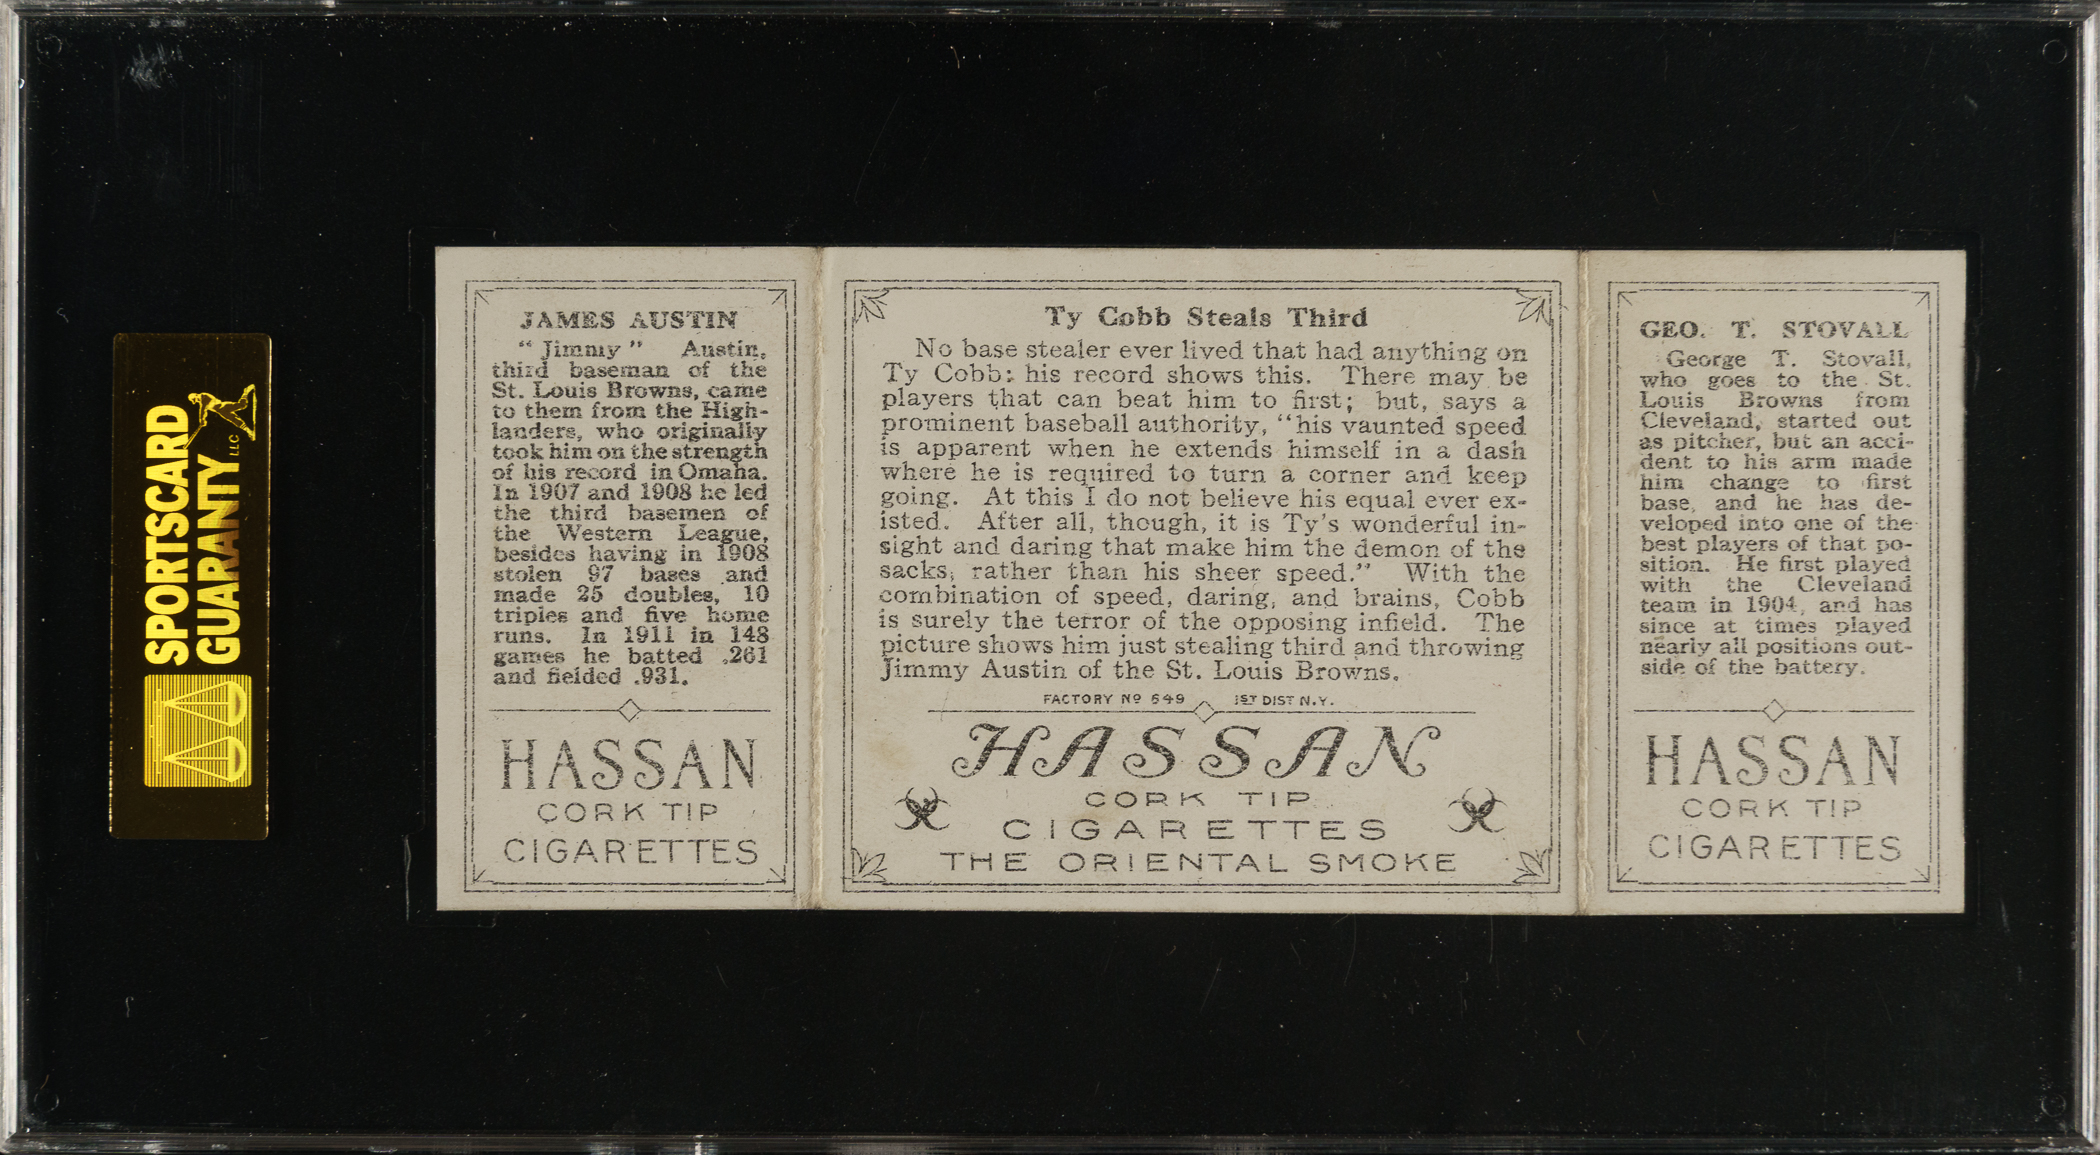 SPORTSCARD
GUARANTY LLC
JAMES AUSTIN
"Jimmy" Austin,
third baseman of the
St. Louis Browns, came
to them from the High-
landers, who originally
took him on the strength
of his record in Omaha.
In 1907 and 1908 he led
the third basemen of
the Western League,
besides having in 1908
stolen 97 bases and
made 25 doubles, 10
triples and five home
runs. In 1911 in 148
games he batted .261
and fielded .931.
HASSAN
CORK TIP
CIGARETTES
Ty Cobb Steals Third
No base stealer ever lived that had anything on
Ty Cobb; his record shows this. There may be
players that can beat him to first; but, says a
prominent baseball authority, "his vaunted speed
is apparent when he extends himself in a dash
where he is required to turn a corner and keep
going. At this I do not believe his equal ever ex-
isted. After all, though, it is Ty's wonderful in-
sight and daring that make him the demon of the
sacks, rather than his sheer speed." With the
combination of speed, daring, and brains, Cobb
is surely the terror of the opposing infield. The
picture shows him just stealing third and throwing
Jimmy Austin of the St. Louis Browns.
FACTORY Nº 649 1ST DIST N.Y.
HASSAN
CORK TIP
CIGARETTES
THE ORIENTAL SMOKE
GEO. T. STOVALL
George T. Stovall,
who goes to the St.
Louis Browns from
Cleveland, started out
as pitcher, but an acci-
dent to his arm made
him change to first
base, and he has de-
veloped into one of the
best players of that po-
sition. He first played
with the Cleveland
team in 1904, and has
since at times played
nearly all positions out-
side of the battery.
HASSAN
CORK TIP
CIGARETTES